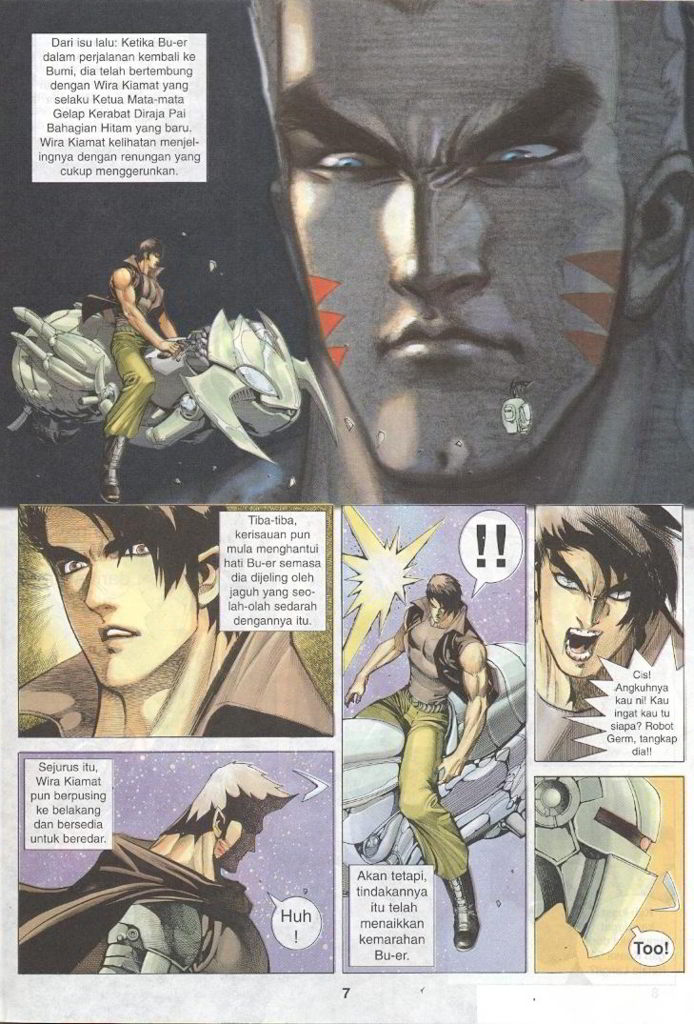 Dari isu lalu: Ketika Bu-er
dalam perjalanan kembali ke
Bumi, dia telah bertembung
dengan Wira Kiamat yang
selaku Ketua Mata-mata
Gelap Kerabat Diraja Pai
Bahagian Hitam yang baru.
Wira Kiamat kelihatan menjel-
ingnya dengan renungan yang
cukup menggerunkan.
Tiba-tiba,
kerisauan pun
mula menghantui
hati Bu-er semasa
dia dijeling oleh
jaguh yang seo-
lah-olah sedarah
dengannya itu.
Sejurus itu,
Wira Kiamat
pun berpusing
ke belakang
dan bersedia
untuk beredar.
Huh
!
!!
Akan tetapi,
tindakannya
itu telah
menaikkan
kemarahan
Bu-er.
Cis!
Angkuhnya
kau ni! Kau
ingat kau tu
siapa? Robot
Germ, tangkap
dia!!
Too!
7